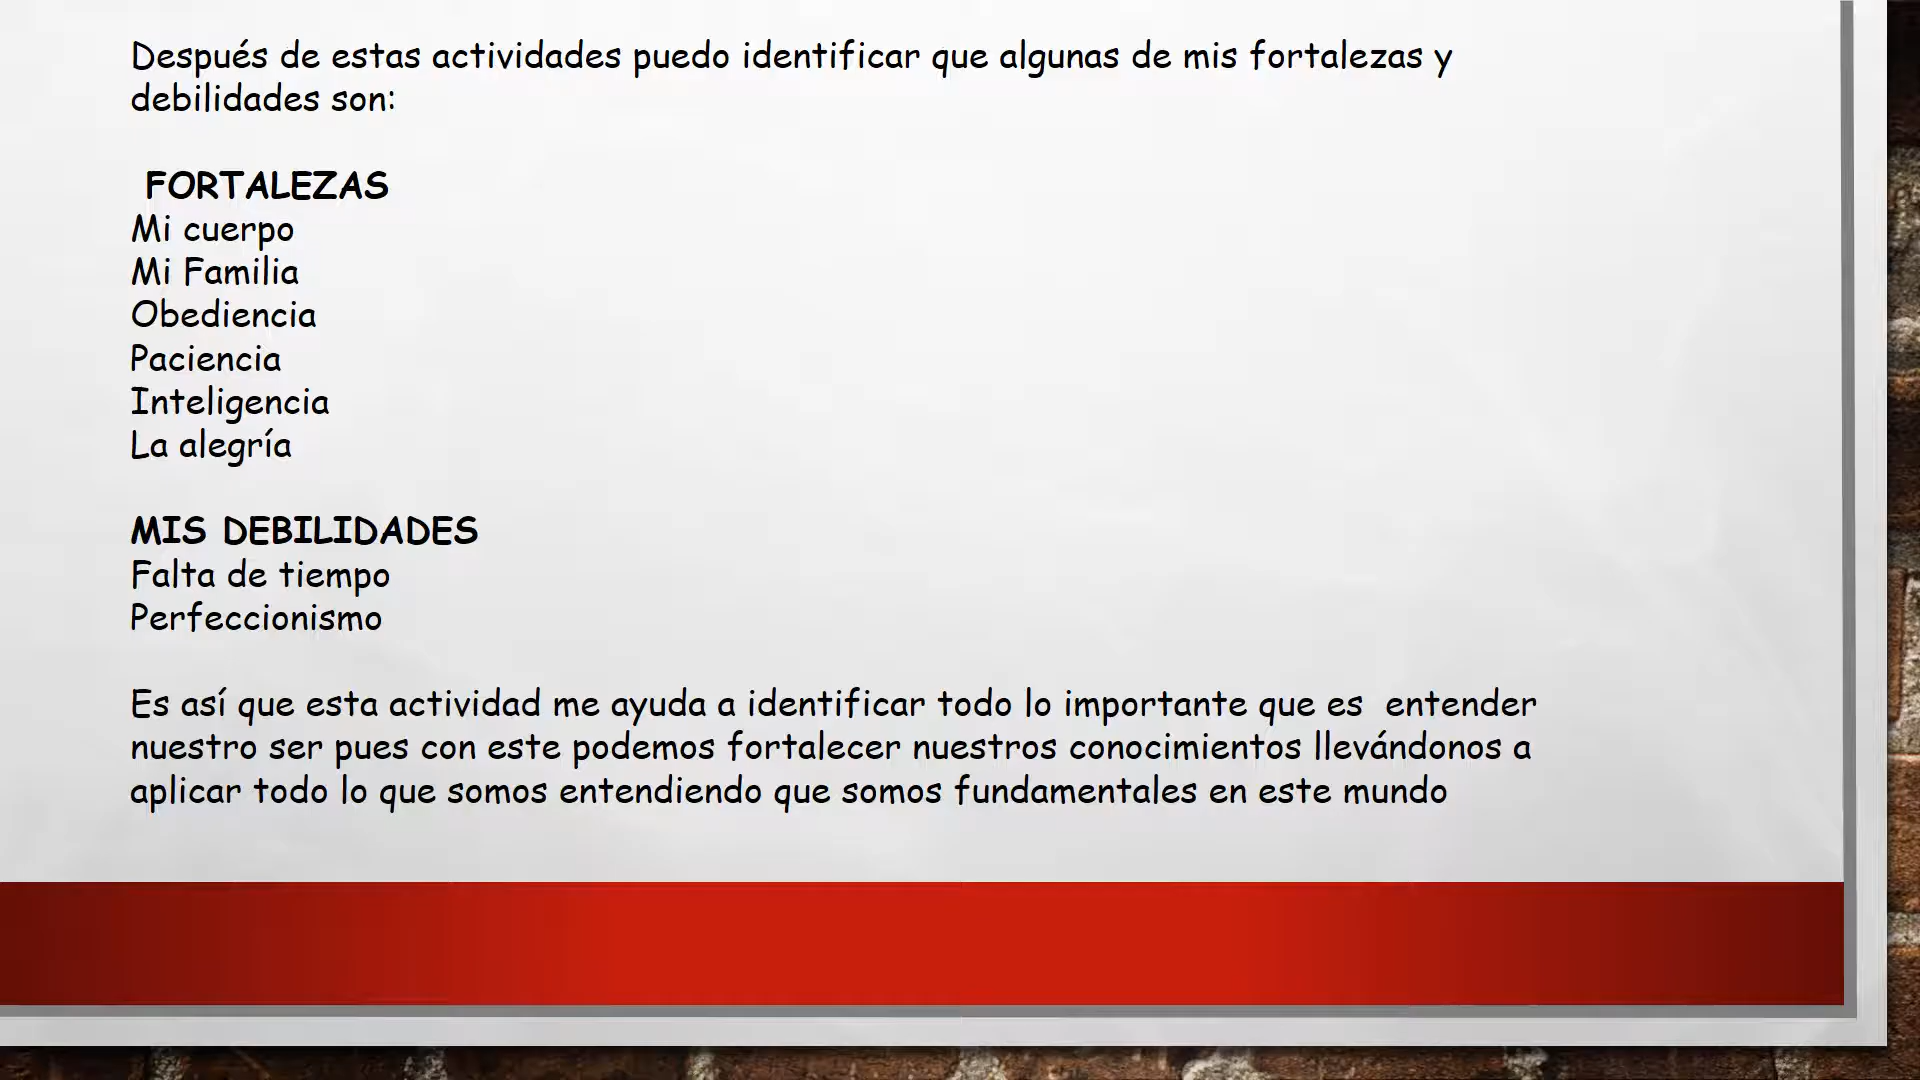 Después de estas actividades puedo identificar que algunas de mis fortalezas y
debilidades son:
FORTALEZAS
Mi cuerpo
Mi Familia
Obediencia
Paciencia
Inteligencia
La alegría
MIS DEBILIDADES
Falta de tiempo
Perfeccionismo
Es así que esta actividad me ayuda a identificar todo lo importante que es  entender
nuestro ser pues con este podemos fortalecer nuestros conocimientos llevándonos a
aplicar todo lo que somos entendiendo que somos fundamentales en este mundo